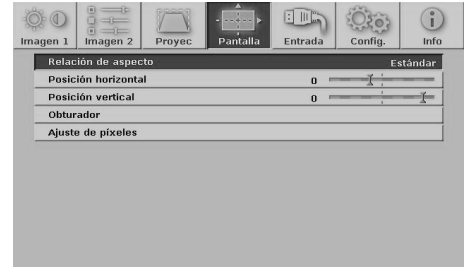 Imagen 1 Imagen 2 Proyec Pantalla Entrada Config. Info
Relación de aspecto Estándar
Posición horizontal 0
Posición vertical 0
Obturador
Ajuste de píxeles